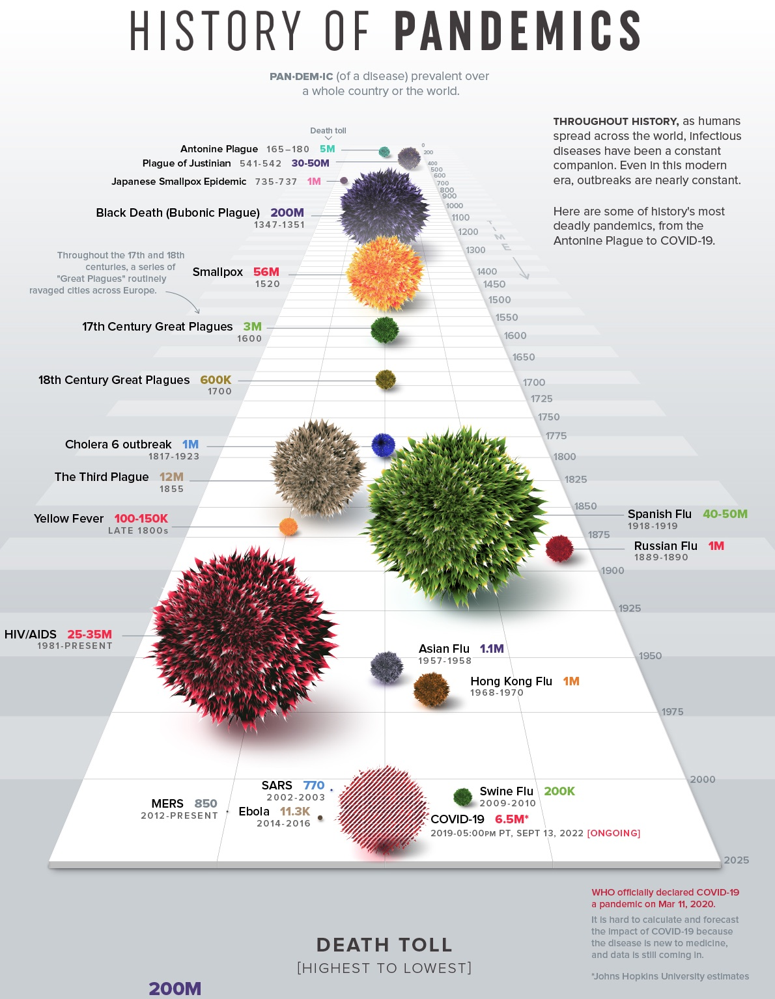 HISTORY OF PANDEMICS
PAN·DEM·IC (of a disease) prevalent over
a whole country or the world.
THROUGHOUT HISTORY, as humans
spread across the world, infectious
diseases have been a constant
companion. Even in this modern
era, outbreaks are nearly constant.
Here are some of history's most
deadly pandemics, from the
Antonine Plague to COVID-19.
Death toll
Antonine Plague 165–180 5M
Plague of Justinian 541-542 30-50M
Japanese Smallpox Epidemic 735-737 1M
Black Death (Bubonic Plague) 200M
1347-1351
Throughout the 17th and 18th
centuries, a series of
"Great Plagues" routinely
ravaged cities across Europe.
Smallpox 56M
1520
17th Century Great Plagues 3M
1600
18th Century Great Plagues 600K
1700
Cholera 6 outbreak 1M
1817-1923
The Third Plague 12M
1855
Yellow Fever 100-150K
LATE 1800s
Spanish Flu 40-50M
1918-1919
Russian Flu 1M
1889-1890
HIV/AIDS 25-35M
1981-PRESENT
Asian Flu 1.1M
1957-1958
Hong Kong Flu 1M
1968-1970
SARS 770
2002-2003
MERS 850
2012-PRESENT
Ebola 11.3K
2014-2016
Swine Flu 200K
2009-2010
COVID-19 6.5M*
2019-05:00PM PT, SEPT 13, 2022 [ONGOING]
TIME
0
200
400
500
600
700
800
900
1000
1100
1200
1300
1400
1450
1500
1550
1600
1650
1700
1725
1750
1775
1800
1825
1850
1875
1900
1925
1950
1975
2000
2025
WHO officially declared COVID-19
a pandemic on Mar 11, 2020.
It is hard to calculate and forecast
the impact of COVID-19 because
the disease is new to medicine,
and data is still coming in.
*Johns Hopkins University estimates
DEATH TOLL
[HIGHEST TO LOWEST]
200M